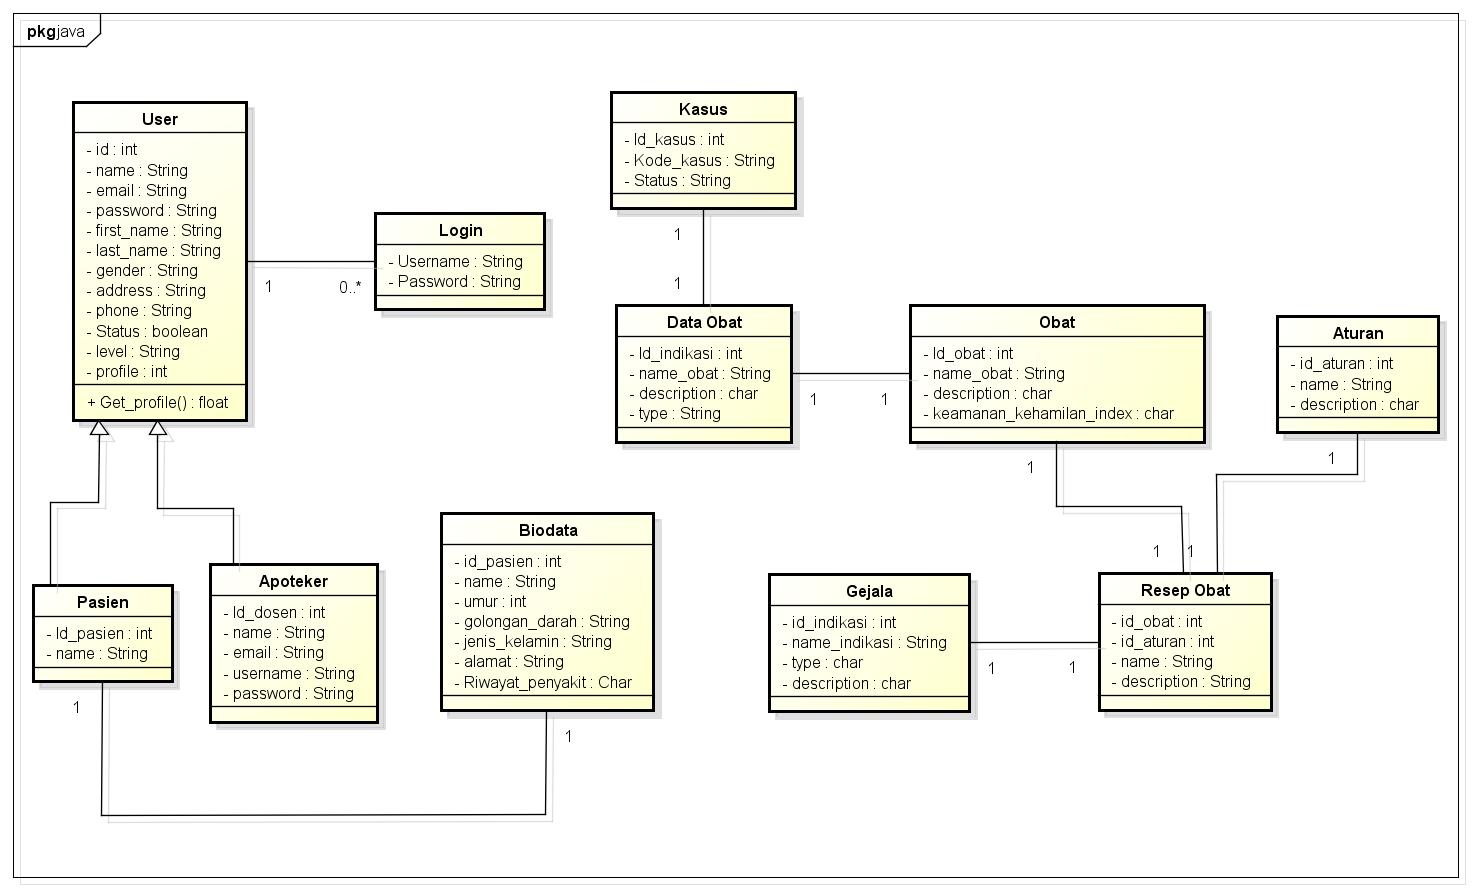 pkg java
User
- id : int
- name : String
- email : String
- password : String
- first_name : String
- last_name : String
- gender : String
- address : String
- phone : String
- Status : boolean
- level : String
- profile : int
+ Get_profile() : float
1
0..*
Login
- Username : String
- Password : String
Kasus
- Id_kasus : int
- Kode_kasus : String
- Status : String
1
1
Data Obat
- Id_indikasi : int
- name_obat : String
- description : char
- type : String
1
1
Obat
- Id_obat : int
- name_obat : String
- description : char
- keamanan_kehamilan_index : char
1
Aturan
- id_aturan : int
- name : String
- description : char
1
1
1
Pasien
- Id_pasien : int
- name : String
1
Apoteker
- Id_dosen : int
- name : String
- email : String
- username : String
- password : String
Biodata
- id_pasien : int
- name : String
- umur : int
- golongan_darah : String
- jenis_kelamin : String
- alamat : String
- Riwayat_penyakit : Char
1
Gejala
- id_indikasi : int
- name_indikasi : String
- type : char
- description : char
1
1
Resep Obat
- id_obat : int
- id_aturan : int
- name : String
- description : String